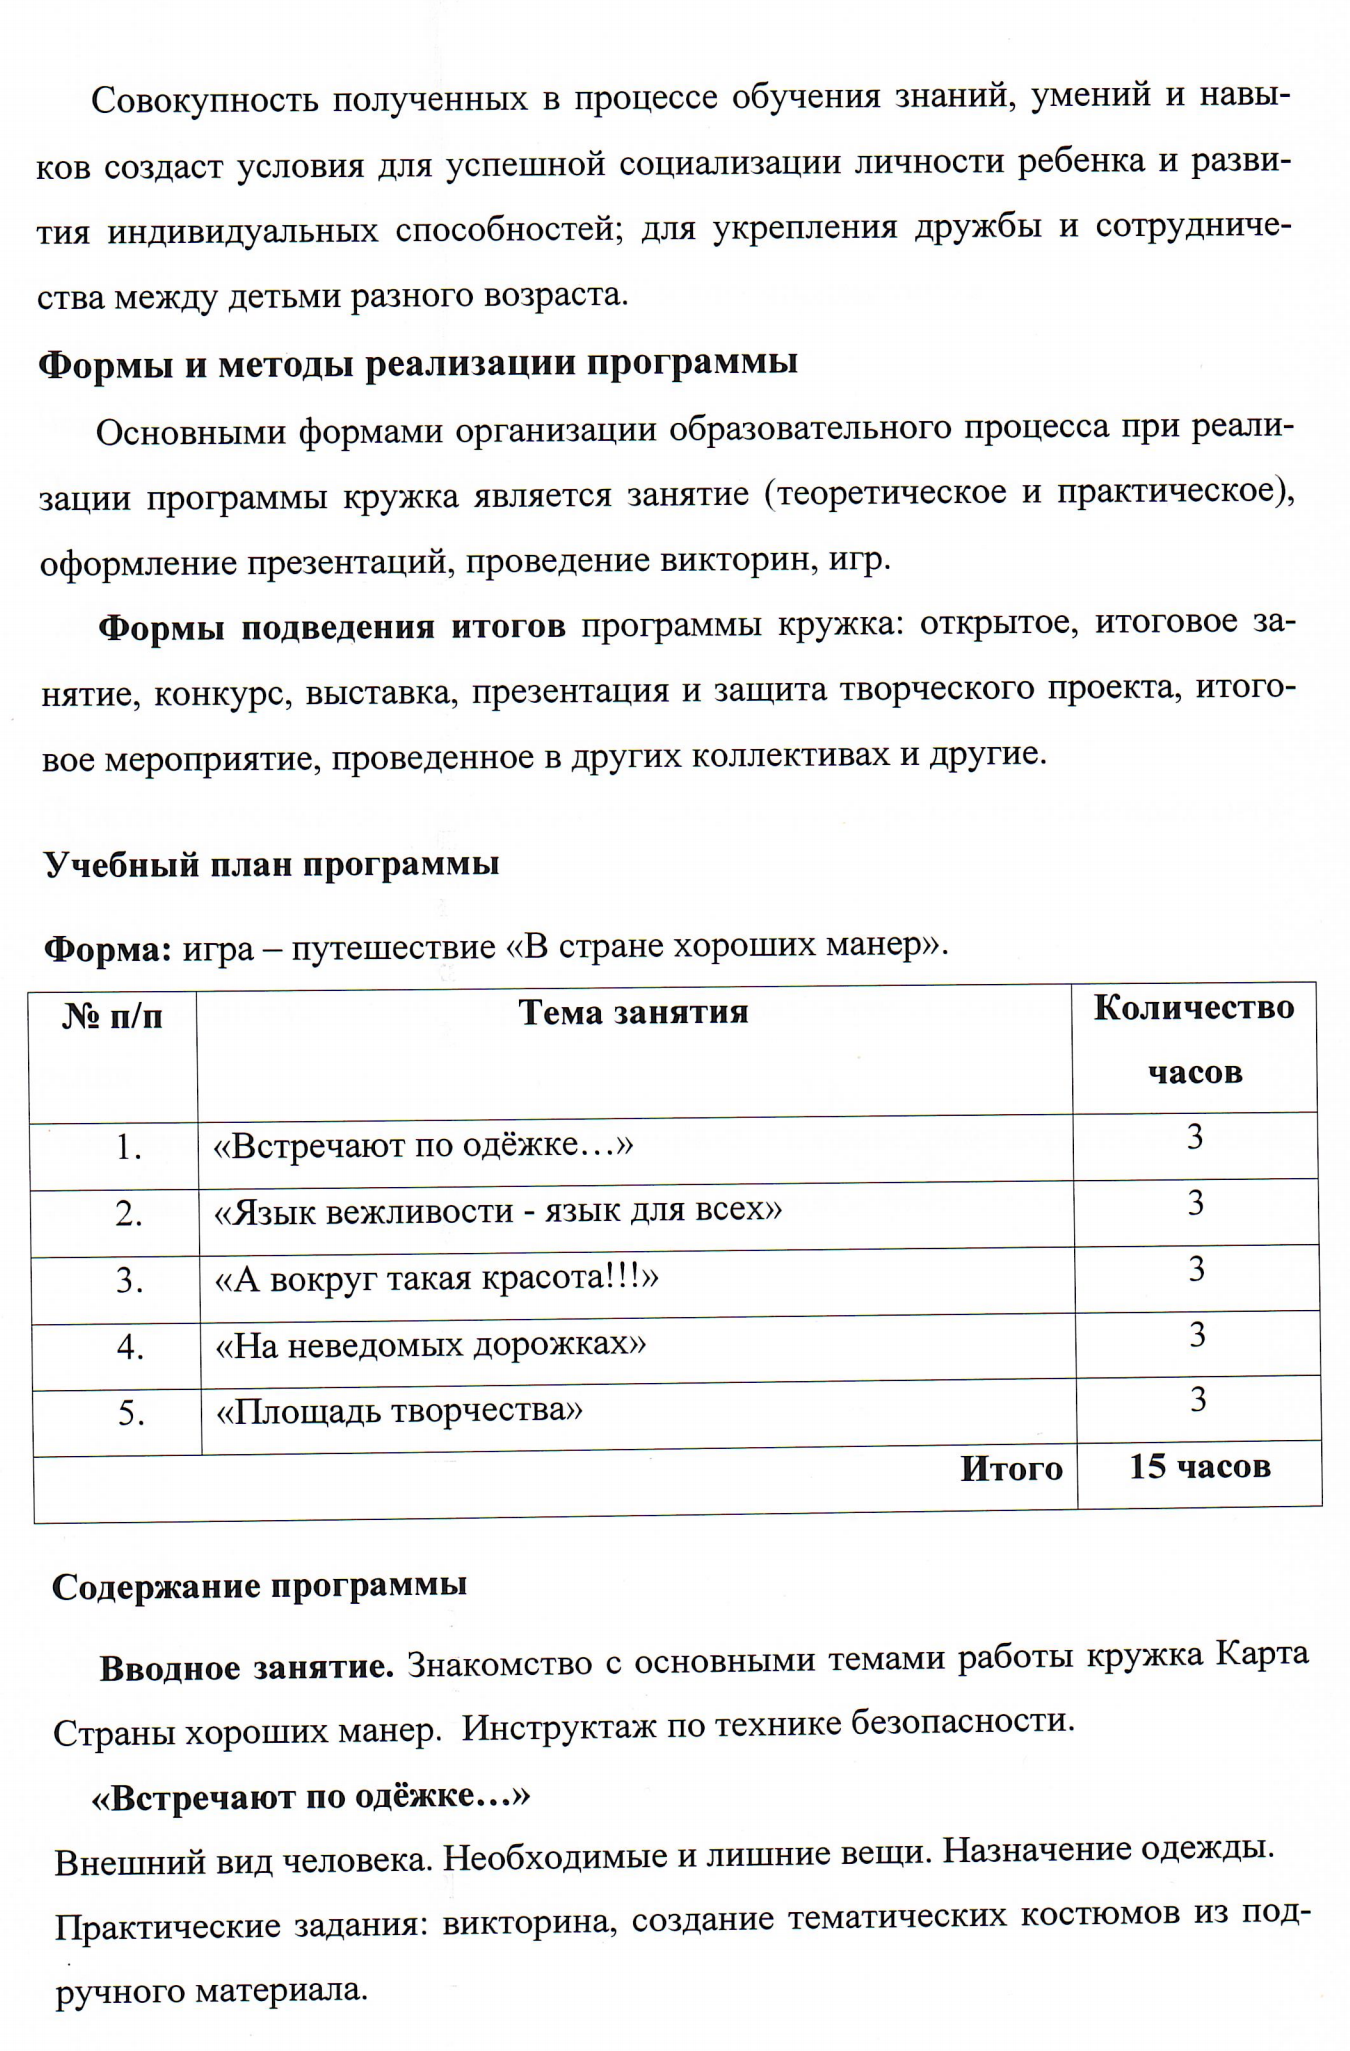 Совокупность полученных в процессе обучения знаний, умений и навы-
ков создаст условия для успешной социализации личности ребенка и разви-
тия индивидуальных способностей; для укрепления дружбы и сотрудниче-
ства между детьми разного возраста.
Формы и методы реализации программы
Основными формами организации образовательного процесса при реали-
зации программы кружка является занятие (теоретическое и практическое),
оформление презентаций, проведение викторин, игр.
Формы подведения итогов программы кружка: открытое, итоговое за-
нятие, конкурс, выставка, презентация и защита творческого проекта, итого-
вое мероприятие, проведенное в других коллективах и другие.
Учебный план программы
Форма: игра – путешествие «В стране хороших манер».
№ п/п Тема занятия Количество
часов
1. «Встречают по одёжке…» 3
2. «Язык вежливости - язык для всех» 3
3. «А вокруг такая красота!!!» 3
4. «На неведомых дорожках» 3
5. «Площадь творчества» 3
Итого 15 часов
Содержание программы
Вводное занятие. Знакомство с основными темами работы кружка Карта
Страны хороших манер. Инструктаж по технике безопасности.
«Встречают по одёжке…»
Внешний вид человека. Необходимые и лишние вещи. Назначение одежды.
Практические задания: викторина, создание тематических костюмов из под-
ручного материала.